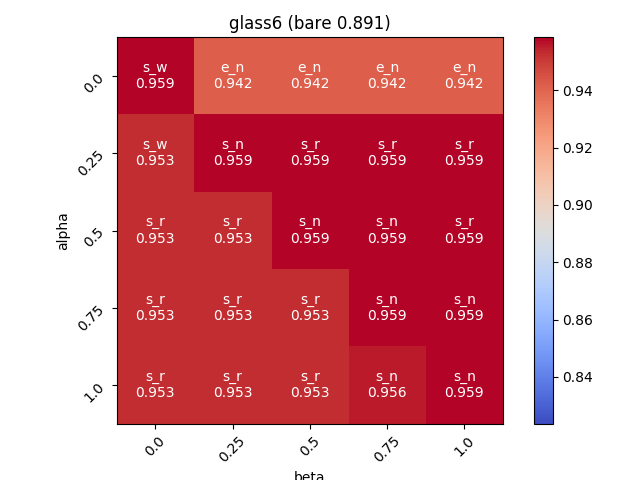 glass6 (bare 0.891)
alpha
0.0
s_w e_n e_n e_n e_n
0.959 0.942 0.942 0.942 0.942
0.25
s_w s_n s_r s_r s_r
0.953 0.959 0.959 0.959 0.959
0.5
s_r s_r s_n s_n s_r
0.953 0.953 0.959 0.959 0.959
0.75
s_r s_r s_r s_n s_n
0.953 0.953 0.953 0.959 0.959
1.0
s_r s_r s_r s_n s_n
0.953 0.953 0.953 0.956 0.959
0.0 0.25 0.5 0.75 1.0
beta
0.94
0.92
0.90
0.88
0.86
0.84